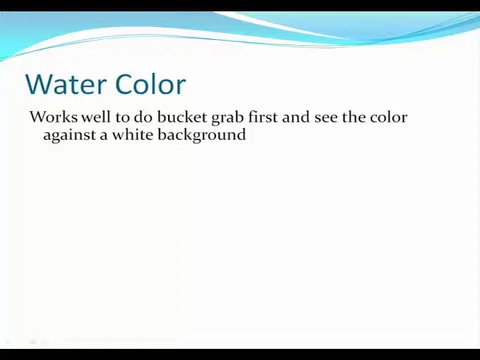 Water Color
Works well to do bucket grab first and see the color
against a white background